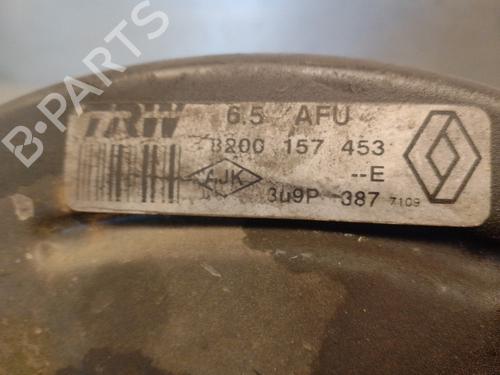 B-PARTS
TRW 6.5 AFU
8200 157 453
AJK --E
3u9P-387 7109